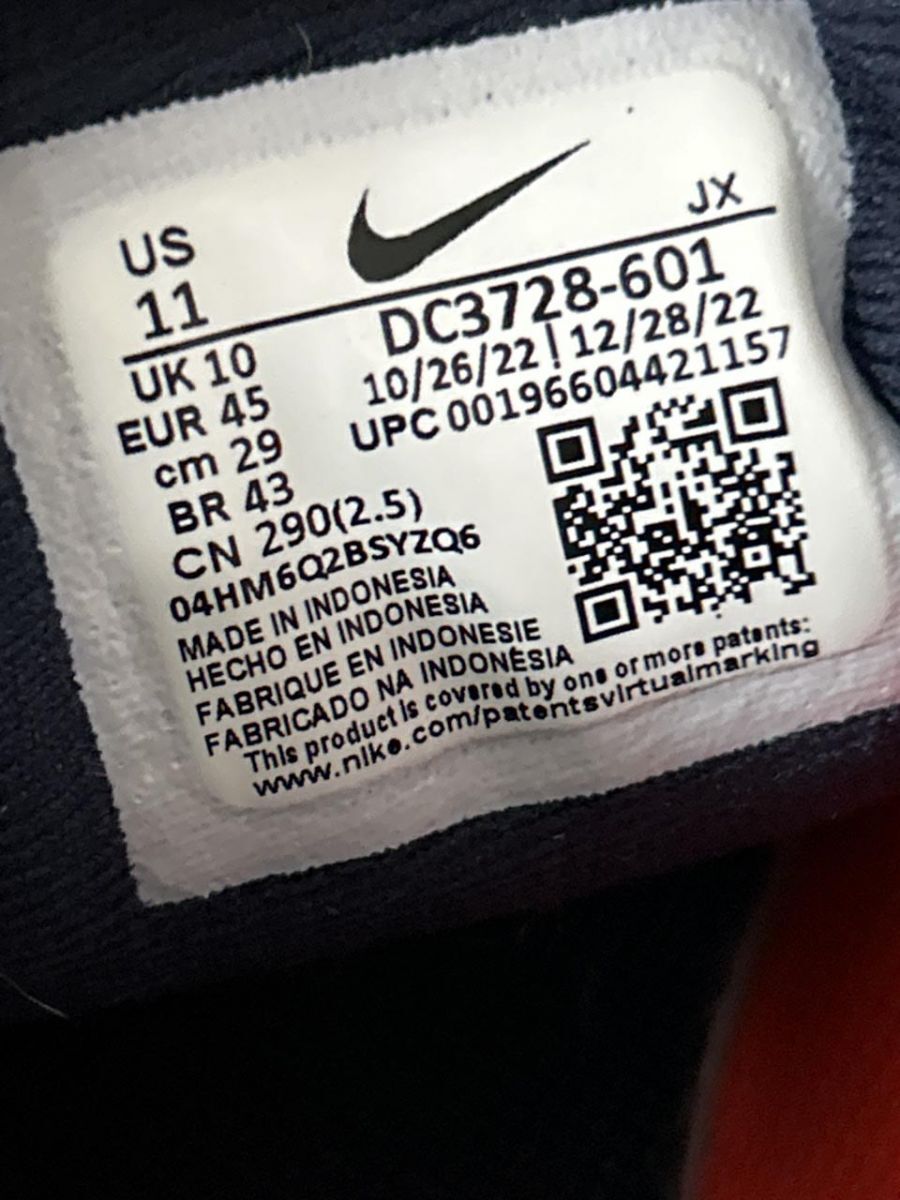 US
11
JX
DC3728-601
10/26/22 | 12/28/22
UPC 00196604421157
UK 10
EUR 45
cm 29
BR 43
CN 290(2.5)
04HM6Q2BSYZQ6
MADE IN INDONESIA
HECHO EN INDONESIA
FABRIQUE EN INDONESIE
FABRICADO NA INDONÉSIA
This product is covered by one or more patents:
www.nike.com/patentsvirtualmarking